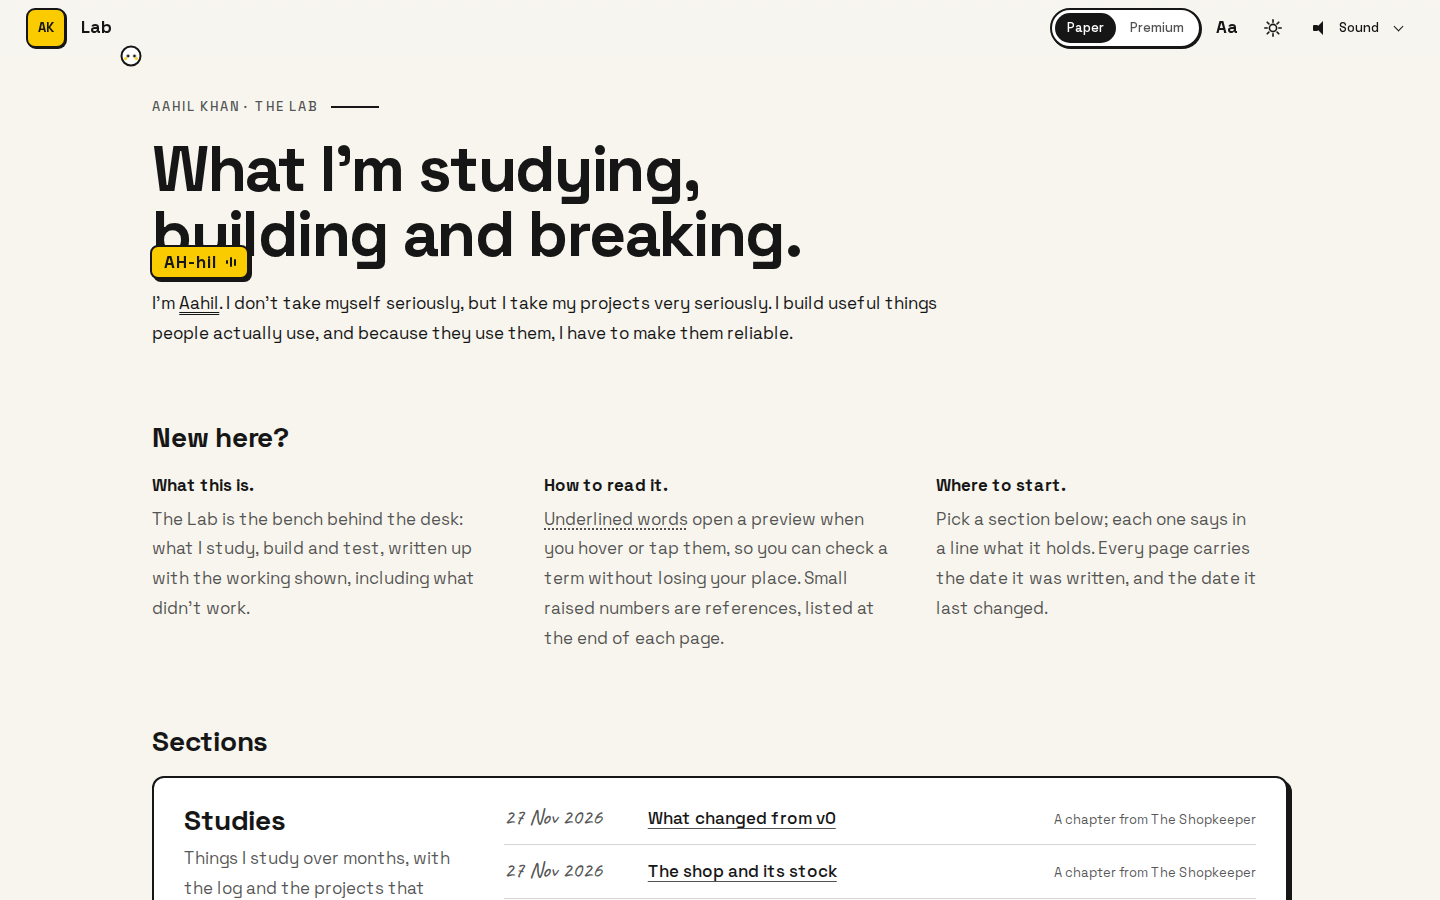 AK
Lab
Paper
Premium
Aa
Sound
AAHIL KHAN · THE LAB
What I’m studying,
building and breaking.
AH-hil
I’m Aahil. I don’t take myself seriously, but I take my projects very seriously. I build useful things
people actually use, and because they use them, I have to make them reliable.
New here?
What this is.
The Lab is the bench behind the desk:
what I study, build and test, written up
with the working shown, including what
didn’t work.
How to read it.
Underlined words open a preview when
you hover or tap them, so you can check a
term without losing your place. Small
raised numbers are references, listed at
the end of each page.
Where to start.
Pick a section below; each one says in
a line what it holds. Every page carries
the date it was written, and the date it
last changed.
Sections
Studies
Things I study over months, with
the log and the projects that
27 Nov 2026
What changed from v0
A chapter from The Shopkeeper
27 Nov 2026
The shop and its stock
A chapter from The Shopkeeper